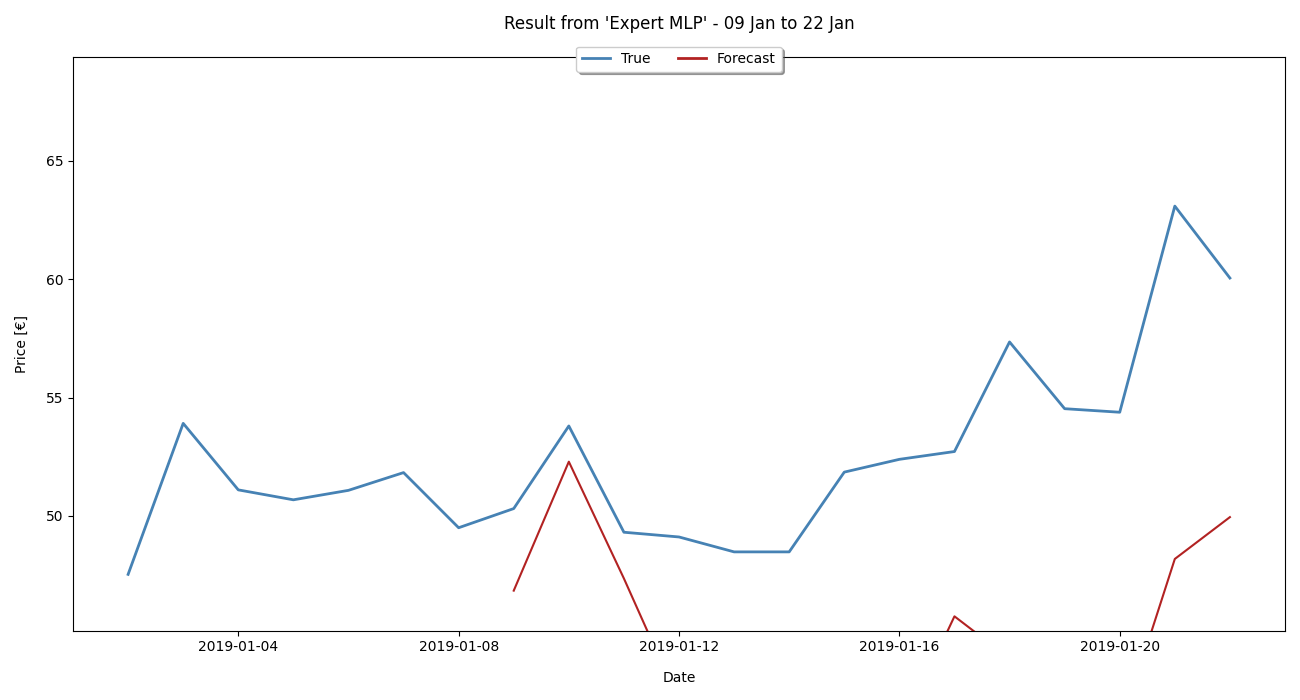 Result from 'Expert MLP' - 09 Jan to 22 Jan
True Forecast
65
60
55
50
Price [€]
2019-01-04 2019-01-08 2019-01-12 2019-01-16 2019-01-20
Date